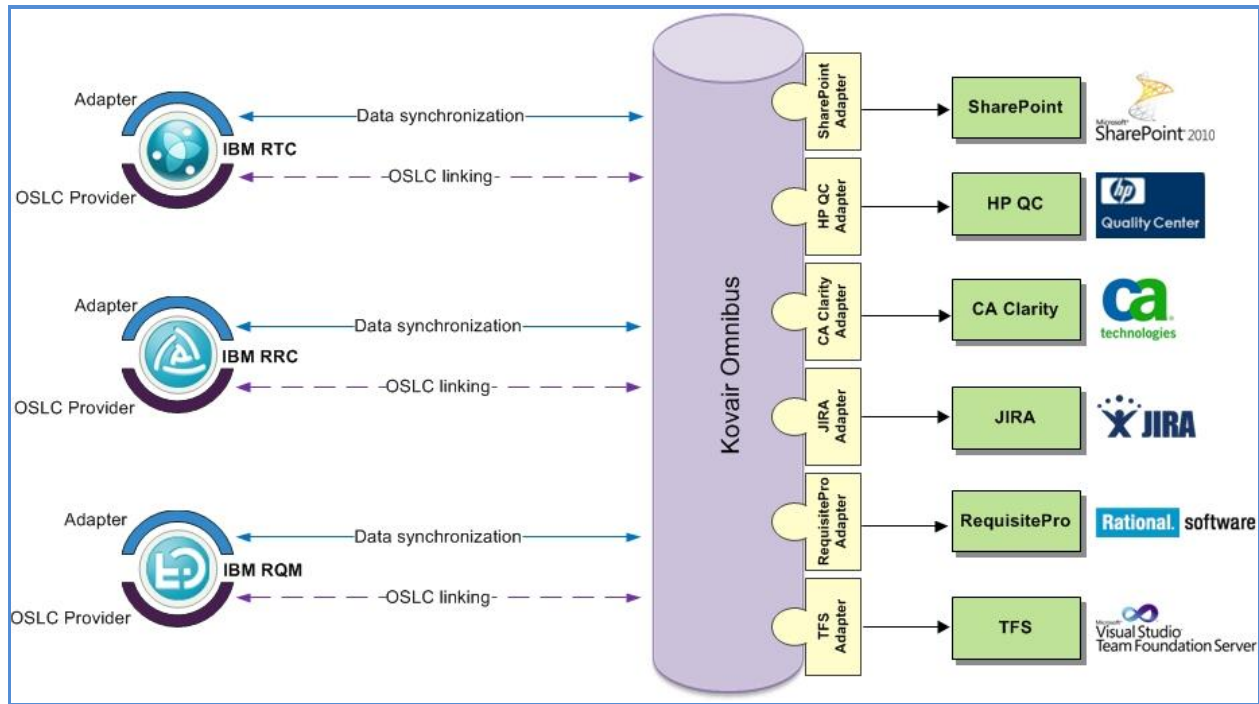 Adapter
IBM RTC
OSLC Provider
Data synchronization
OSLC linking
Adapter
IBM RRC
OSLC Provider
Data synchronization
OSLC linking
Adapter
IBM RQM
OSLC Provider
Data synchronization
OSLC linking
Kovair Omnibus
SharePoint
Adapter
SharePoint
Microsoft
SharePoint 2010
HP QC
Adapter
HP QC
hp
Quality Center
CA Clarity
Adapter
CA Clarity
ca
technologies
JIRA
Adapter
JIRA
JIRA
RequisitePro
Adapter
RequisitePro
Rational. software
TFS
Adapter
TFS
Microsoft
Visual Studio
Team Foundation Server